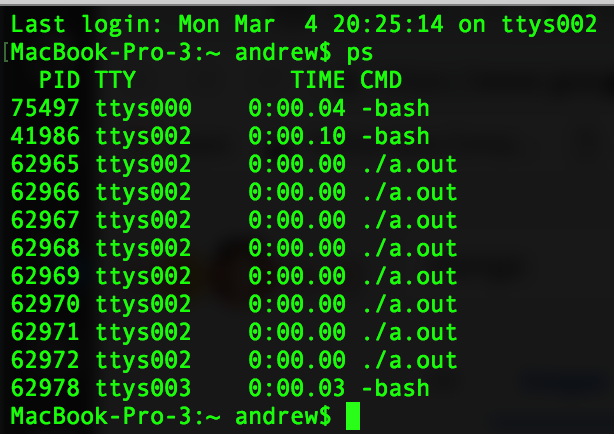 Last login: Mon Mar  4 20:25:14 on ttys002
[MacBook-Pro-3:~ andrew$ ps
  PID TTY           TIME CMD
75497 ttys000    0:00.04 -bash
41986 ttys002    0:00.10 -bash
62965 ttys002    0:00.00 ./a.out
62966 ttys002    0:00.00 ./a.out
62967 ttys002    0:00.00 ./a.out
62968 ttys002    0:00.00 ./a.out
62969 ttys002    0:00.00 ./a.out
62970 ttys002    0:00.00 ./a.out
62971 ttys002    0:00.00 ./a.out
62972 ttys002    0:00.00 ./a.out
62978 ttys003    0:00.03 -bash
MacBook-Pro-3:~ andrew$